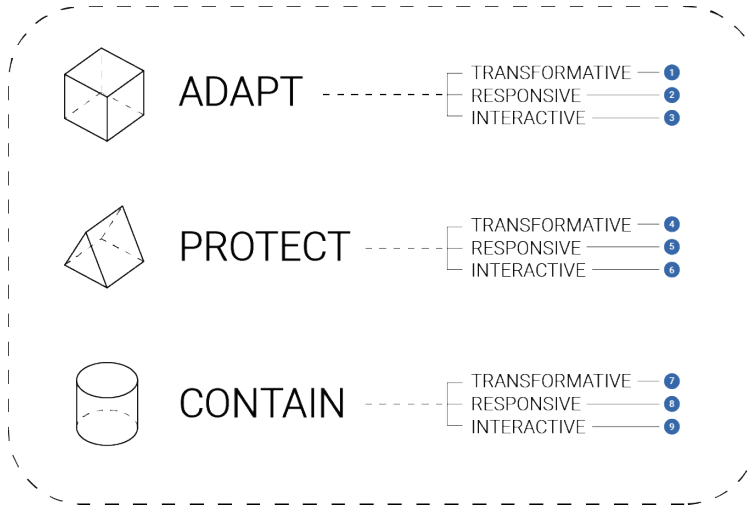 ADAPT
TRANSFORMATIVE 1
RESPONSIVE 2
INTERACTIVE 3
PROTECT
TRANSFORMATIVE 4
RESPONSIVE 5
INTERACTIVE 6
CONTAIN
TRANSFORMATIVE 7
RESPONSIVE 8
INTERACTIVE 9